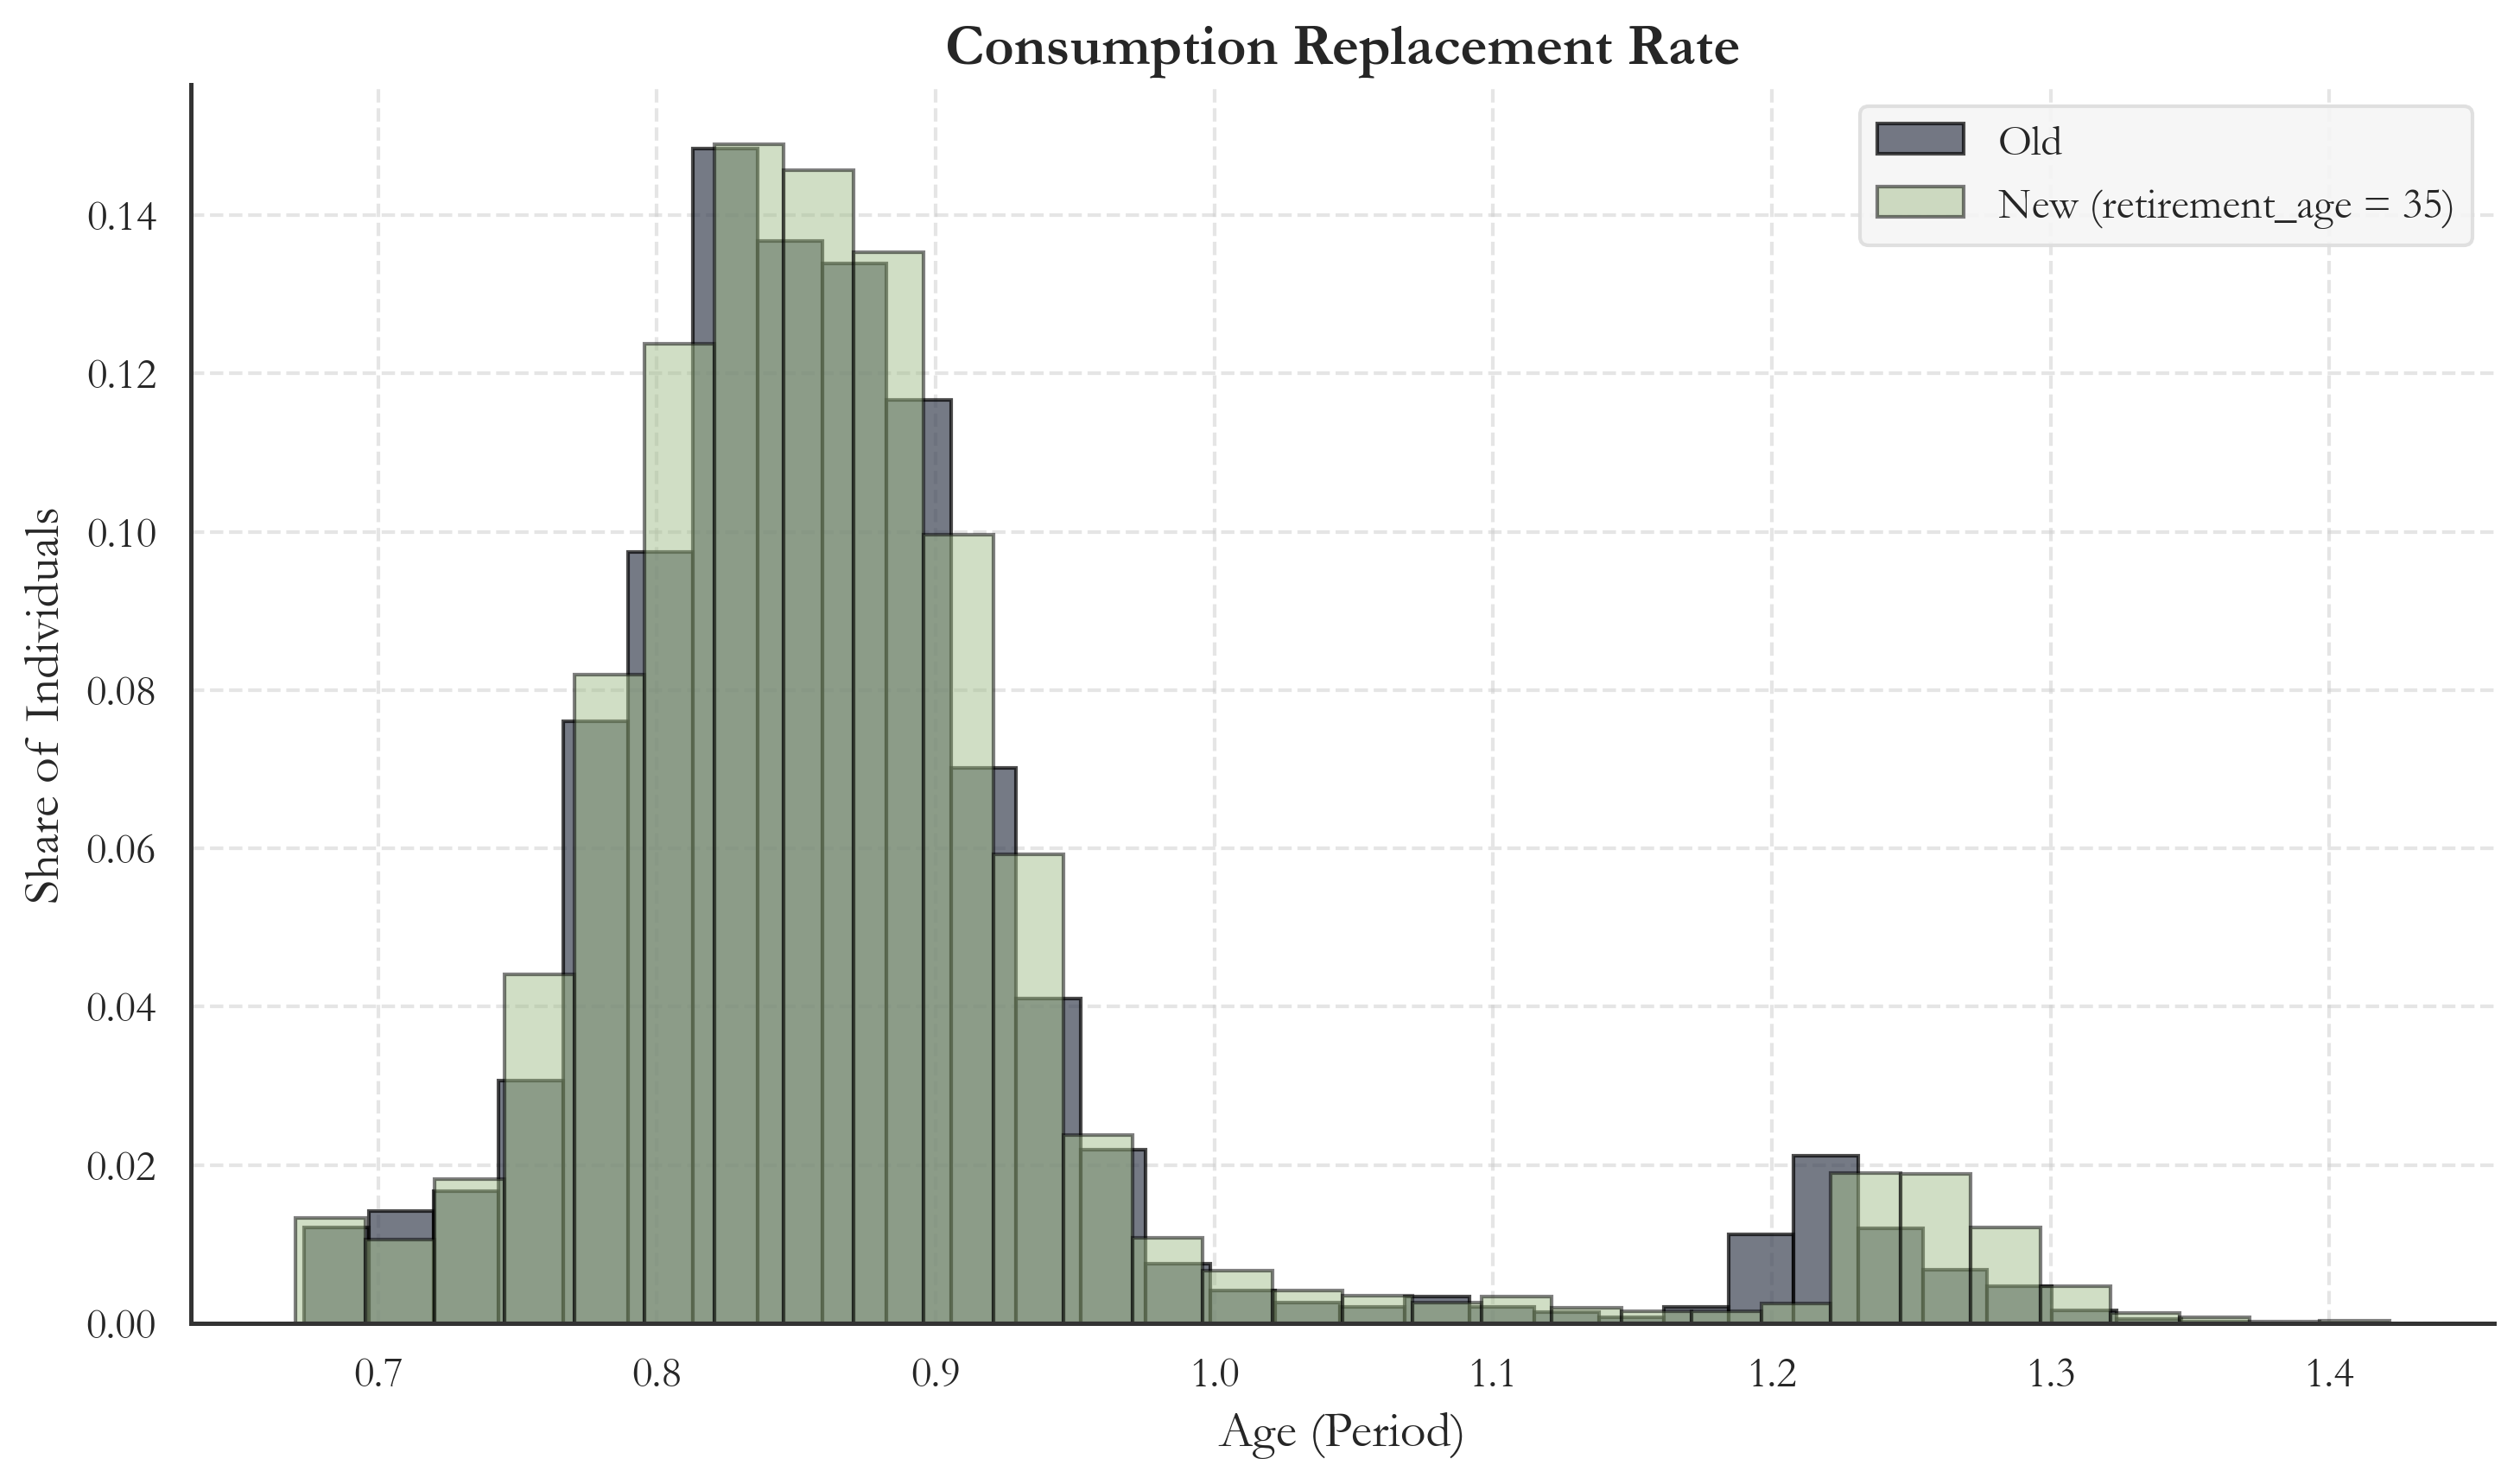 Consumption Replacement Rate
Old
New (retirement_age = 35)
Share of Individuals
0.14
0.12
0.10
0.08
0.06
0.04
0.02
0.00
0.7 0.8 0.9 1.0 1.1 1.2 1.3 1.4
Age (Period)